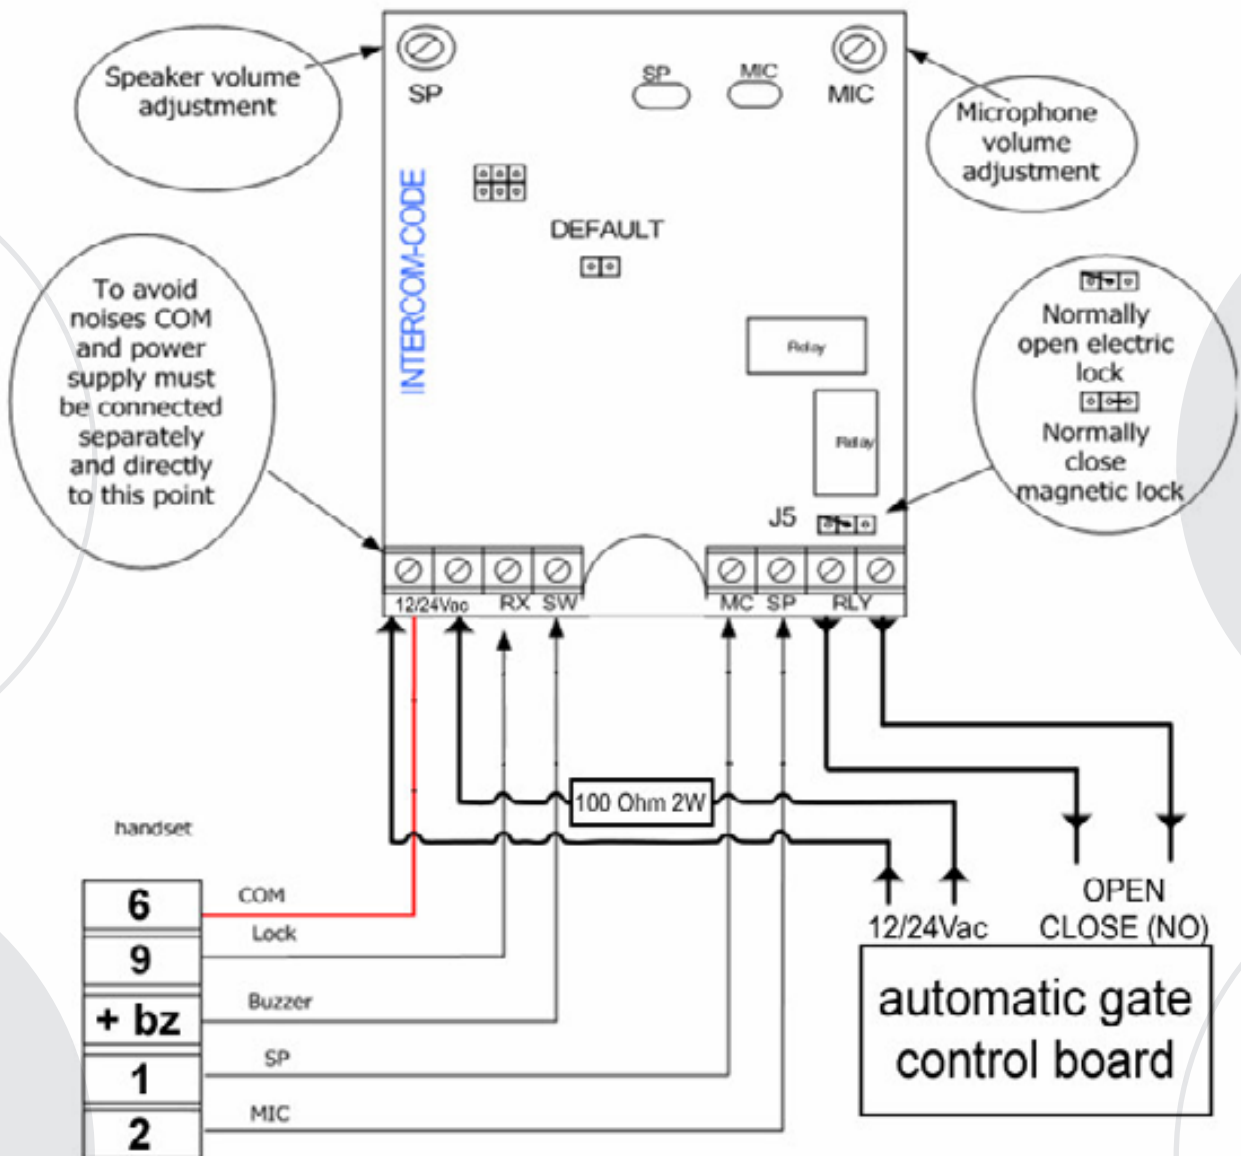 Speaker volume
adjustment
SP
SP
MIC
MIC
Microphone
volume
adjustment
INTERCOM-CODE
DEFAULT
To avoid
noises COM
and power
supply must
be connected
separately
and directly
to this point
Normally
open electric
lock
Normally
close
magnetic lock
Relay
Relay
J5
12/24Vac
RX
SW
MC
SP
RLY
100 Ohm 2W
handset
6
COM
9
Lock
+ bz
Buzzer
1
SP
2
MIC
12/24Vac
OPEN
CLOSE (NO)
automatic gate
control board